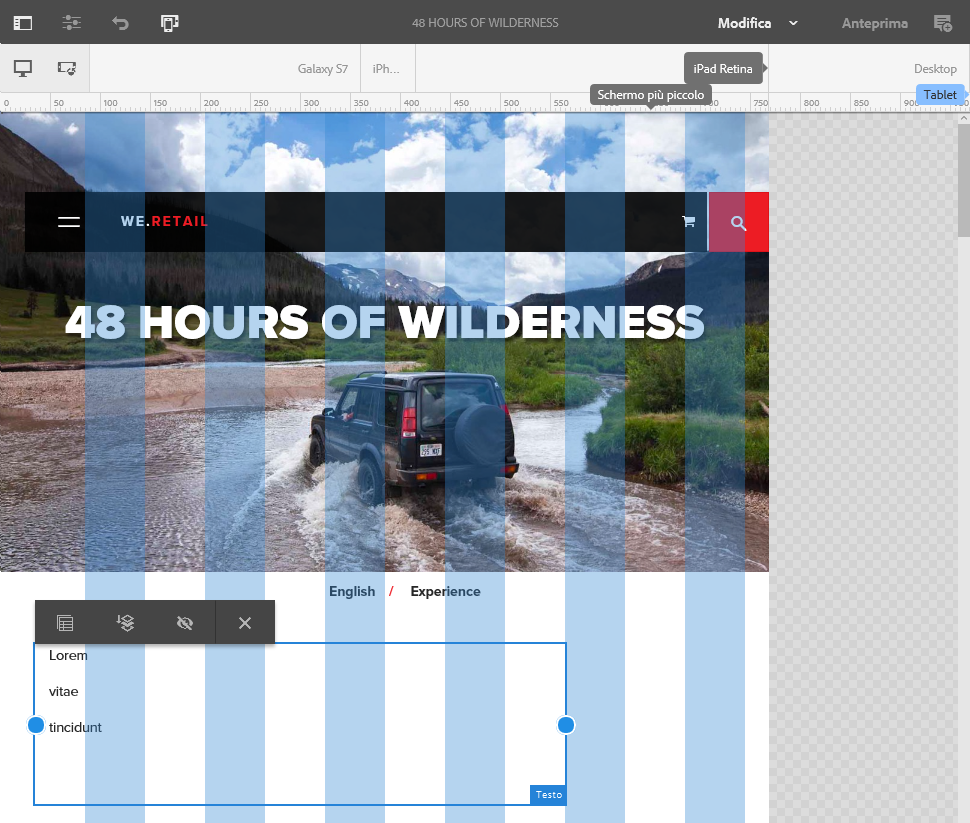 48 HOURS OF WILDERNESS
Modifica
Anteprima
Galaxy S7
iPh...
iPad Retina
Desktop
Schermo più piccolo
Tablet
0 50 100 150 200 250 300 350 400 450 500 550 750 800 850
WE.RETAIL
48 HOURS OF WILDERNESS
English / Experience
Lorem
vitae
tincidunt
Testo